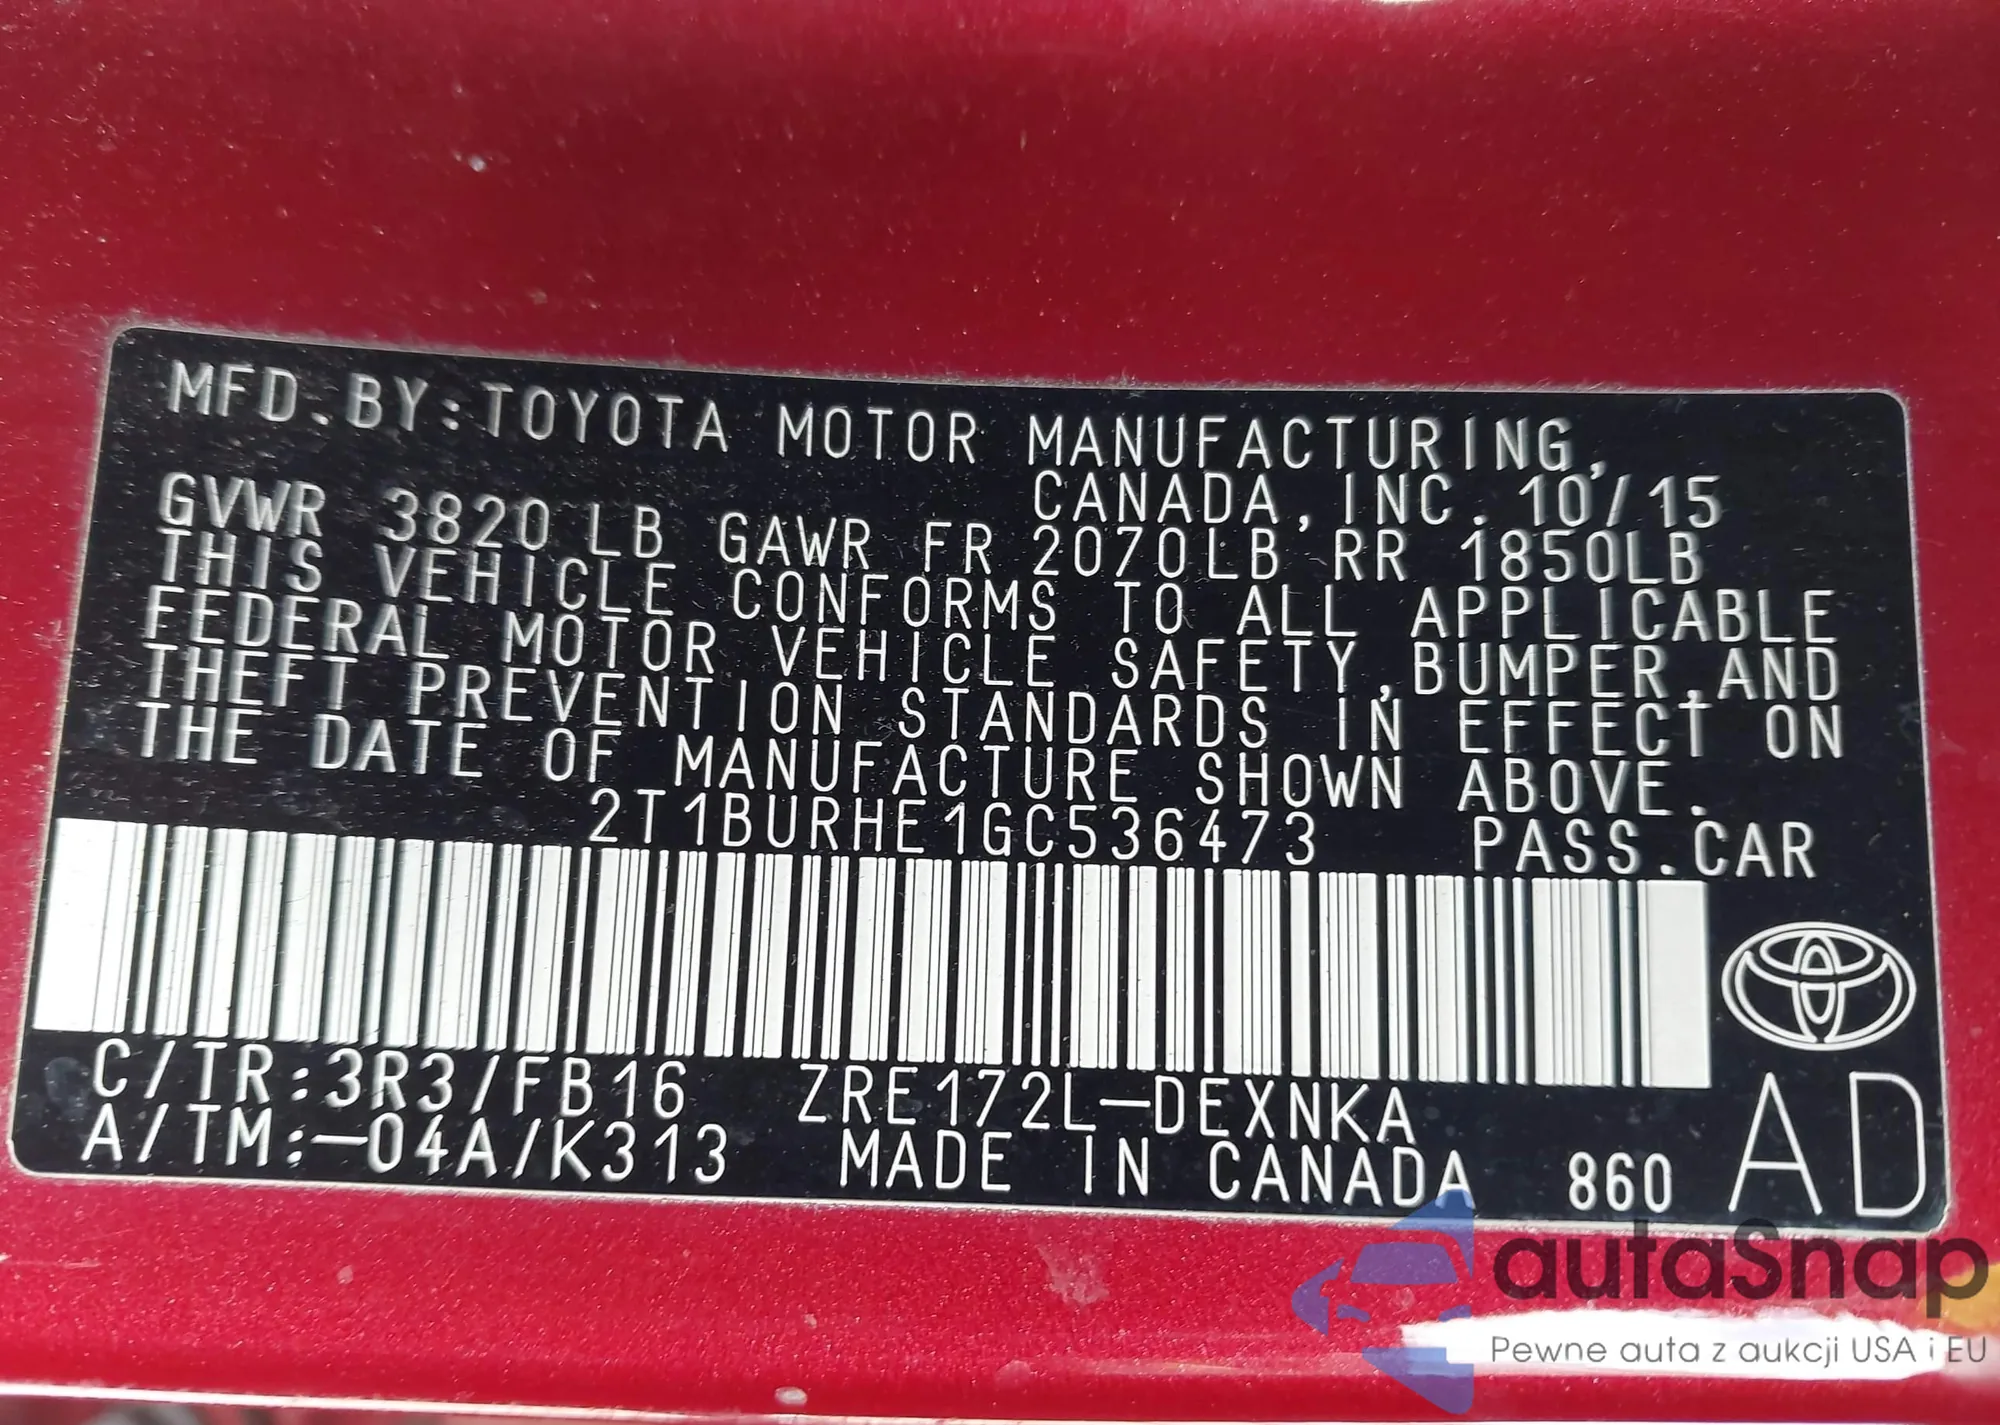 MFD.BY:TOYOTA MOTOR MANUFACTURING,
CANADA, INC. 10/15
GVWR 3820 LB GAWR FR 2070LB RR 1850LB
THIS VEHICLE CONFORMS TO ALL APPLICABLE
FEDERAL MOTOR VEHICLE SAFETY,BUMPER,AND
THEFT PREVENTION STANDARDS IN EFFECT ON
THE DATE OF MANUFACTURE SHOWN ABOVE.
2T1BURHE1GC536473 PASS.CAR
C/TR:3R3/FB16 ZRE172L-DEXNKA
A/TM:-04A/K313 MADE IN CANADA 860 AD
autaSnap
Pewne auta z aukcji USA i EU